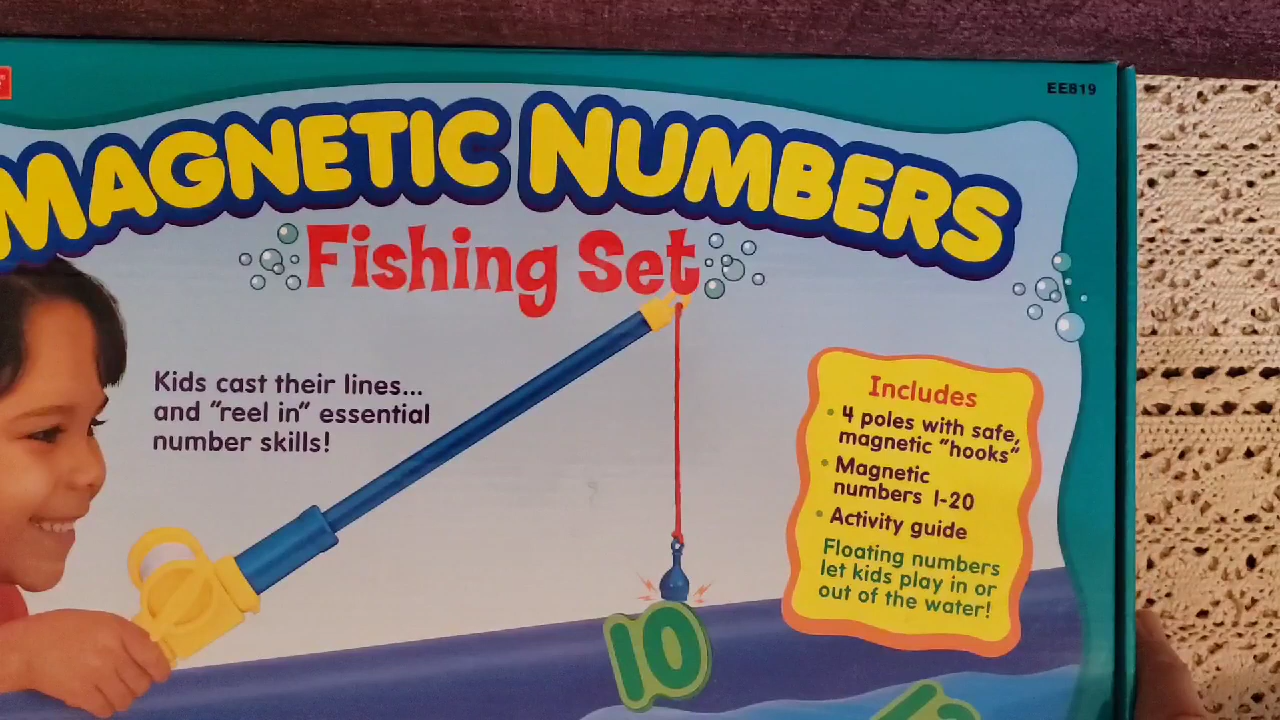 EE819
MAGNETIC NUMBERS
Fishing Set
Kids cast their lines...
and "reel in" essential
number skills!
Includes
• 4 poles with safe,
magnetic "hooks"
• Magnetic
numbers 1-20
• Activity guide
Floating numbers
let kids play in or
out of the water!
10